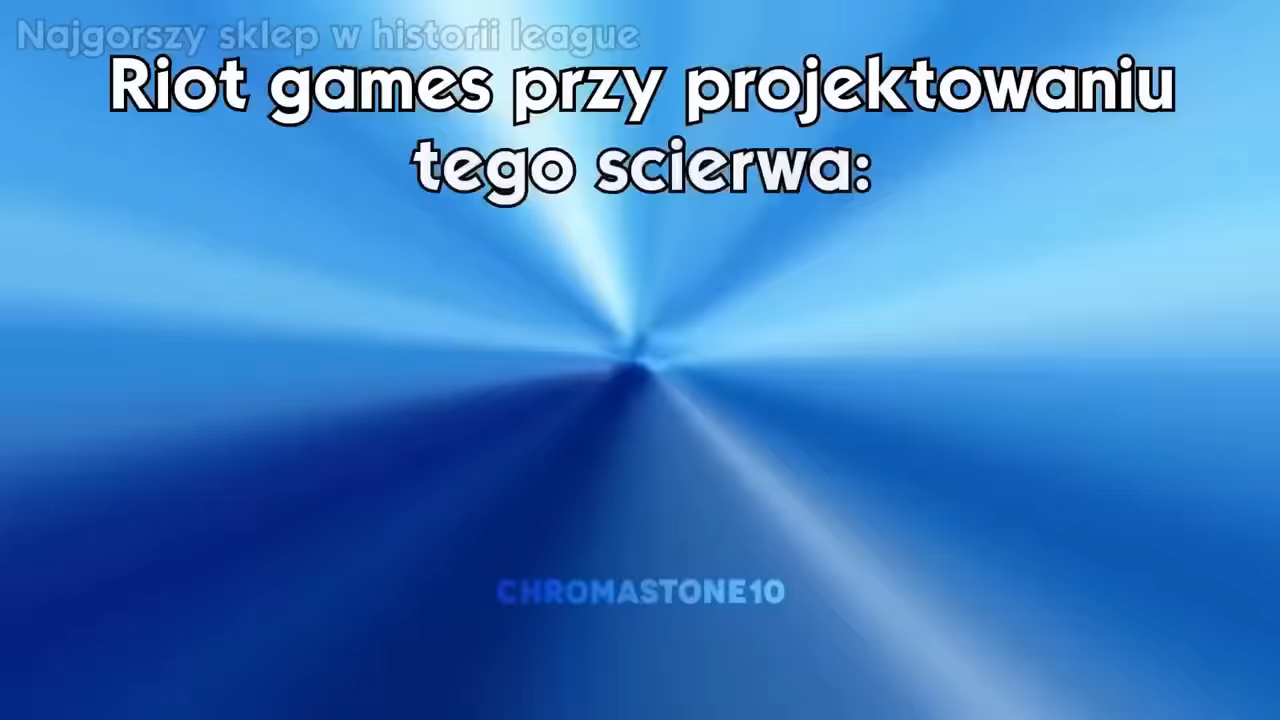 Najgorszy sklep w historii league
Riot games przy projektowaniu
tego scierwa:
CHROMASTONE10